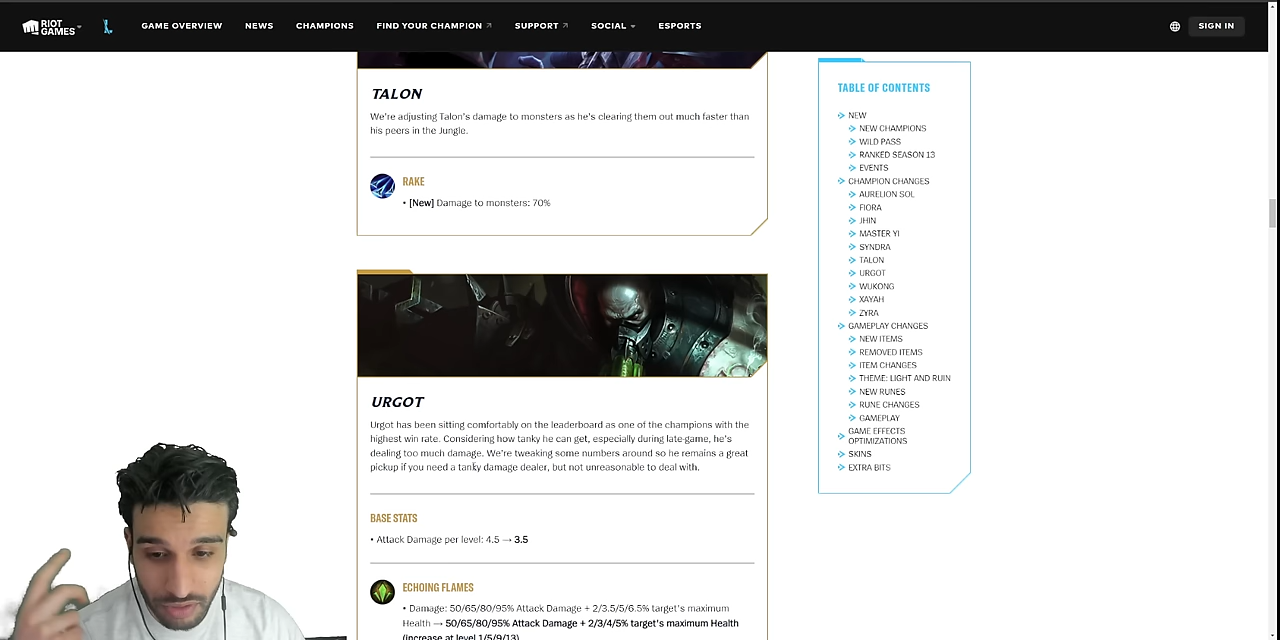 RIOT GAMES
GAME OVERVIEW
NEWS
CHAMPIONS
FIND YOUR CHAMPION
SUPPORT
SOCIAL
ESPORTS
SIGN IN
TALON
We're adjusting Talon's damage to monsters as he's clearing them out much faster than
his peers in the Jungle.
RAKE
• [New] Damage to monsters: 70%
URGOT
Urgot has been sitting comfortably on the leaderboard as one of the champions with the
highest win rate. Considering how tanky he can get, especially during late-game, he's
dealing too much damage. We're tweaking some numbers around so he remains a great
pickup if you need a tanky damage dealer, but not unreasonable to deal with.
BASE STATS
• Attack Damage per level: 4.5 → 3.5
ECHOING FLAMES
• Damage: 50/65/80/95% Attack Damage + 2/3.5/5/6.5% target's maximum
Health → 50/65/80/95% Attack Damage + 2/3/4/5% target's maximum Health
(increase at level 1/5/9/13)
TABLE OF CONTENTS
NEW
NEW CHAMPIONS
WILD PASS
RANKED SEASON 13
EVENTS
CHAMPION CHANGES
AURELION SOL
FIORA
JHIN
MASTER YI
SYNDRA
TALON
URGOT
WUKONG
XAYAH
ZYRA
GAMEPLAY CHANGES
NEW ITEMS
REMOVED ITEMS
ITEM CHANGES
THEME: LIGHT AND RUIN
NEW RUNES
RUNE CHANGES
GAMEPLAY
GAME EFFECTS
OPTIMIZATIONS
SKINS
EXTRA BITS